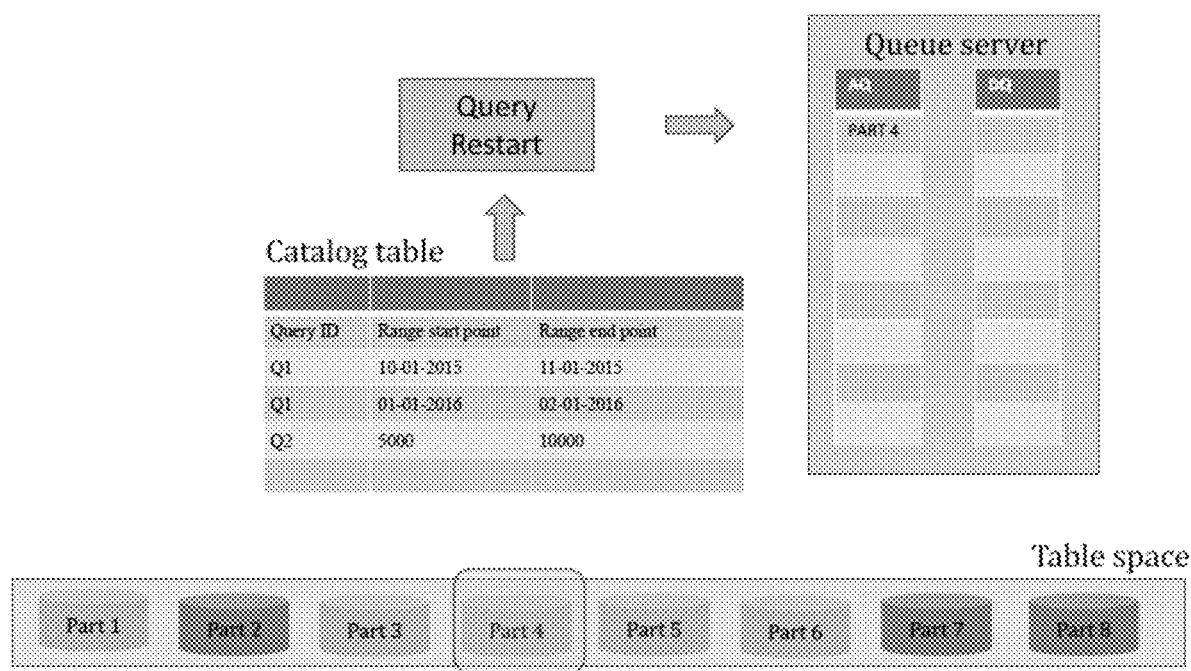 Queue server
Query
Restart
AQ
DQ
PART 4
Catalog table
Query ID Range start point Range end point
Q1 10-01-2015 11-01-2015
Q1 01-01-2016 02-01-2016
Q2 5000 10000
Table space
Part 1 Part 2 Part 3 Part 4 Part 5 Part 6 Part 7 Part 8